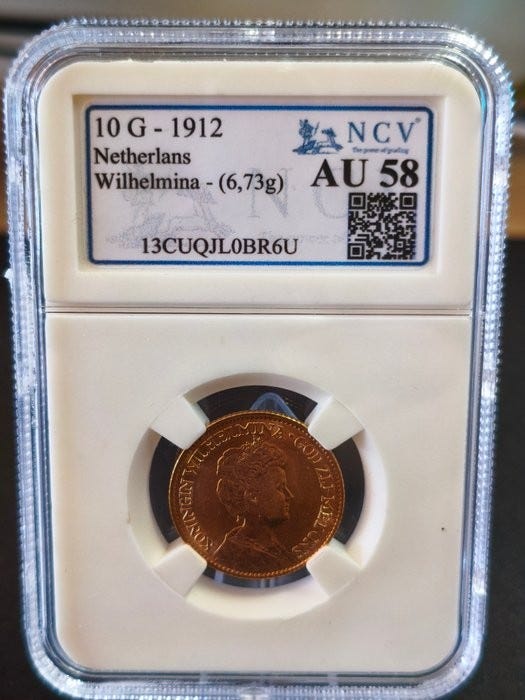 10 G - 1912
Netherlans
Wilhelmina - (6,73g)
NCV
The power of grading
AU 58
13CUQJL0BR6U
KONINGIN WILHELMINA GOD ZIJ MET ONS